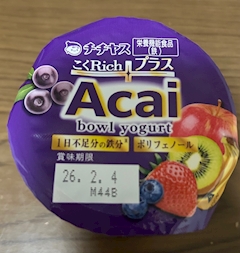 チチヤス
栄養機能食品
(鉄)
こくRichプラス
Acai
bowl yogurt
1日不足分の鉄分* ポリフェノール
賞味期限
26. 2. 4
M44B